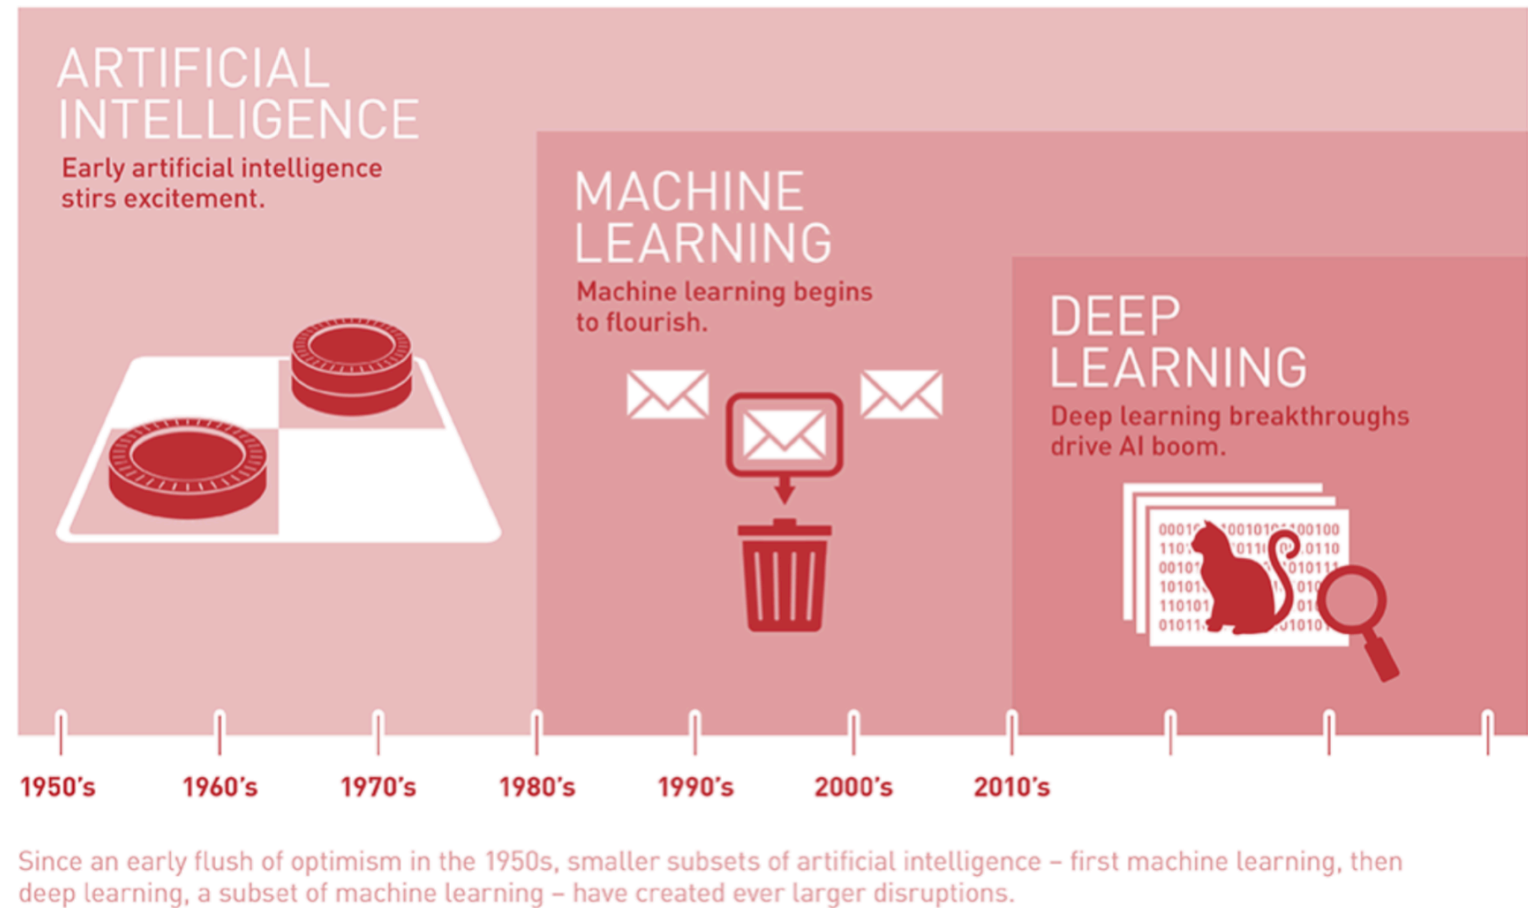 ARTIFICIAL
INTELLIGENCE
Early artificial intelligence
stirs excitement.
MACHINE
LEARNING
Machine learning begins
to flourish.
DEEP
LEARNING
Deep learning breakthroughs
drive AI boom.
1950's 1960's 1970's 1980's 1990's 2000's 2010's
Since an early flush of optimism in the 1950s, smaller subsets of artificial intelligence – first machine learning, then
deep learning, a subset of machine learning – have created ever larger disruptions.